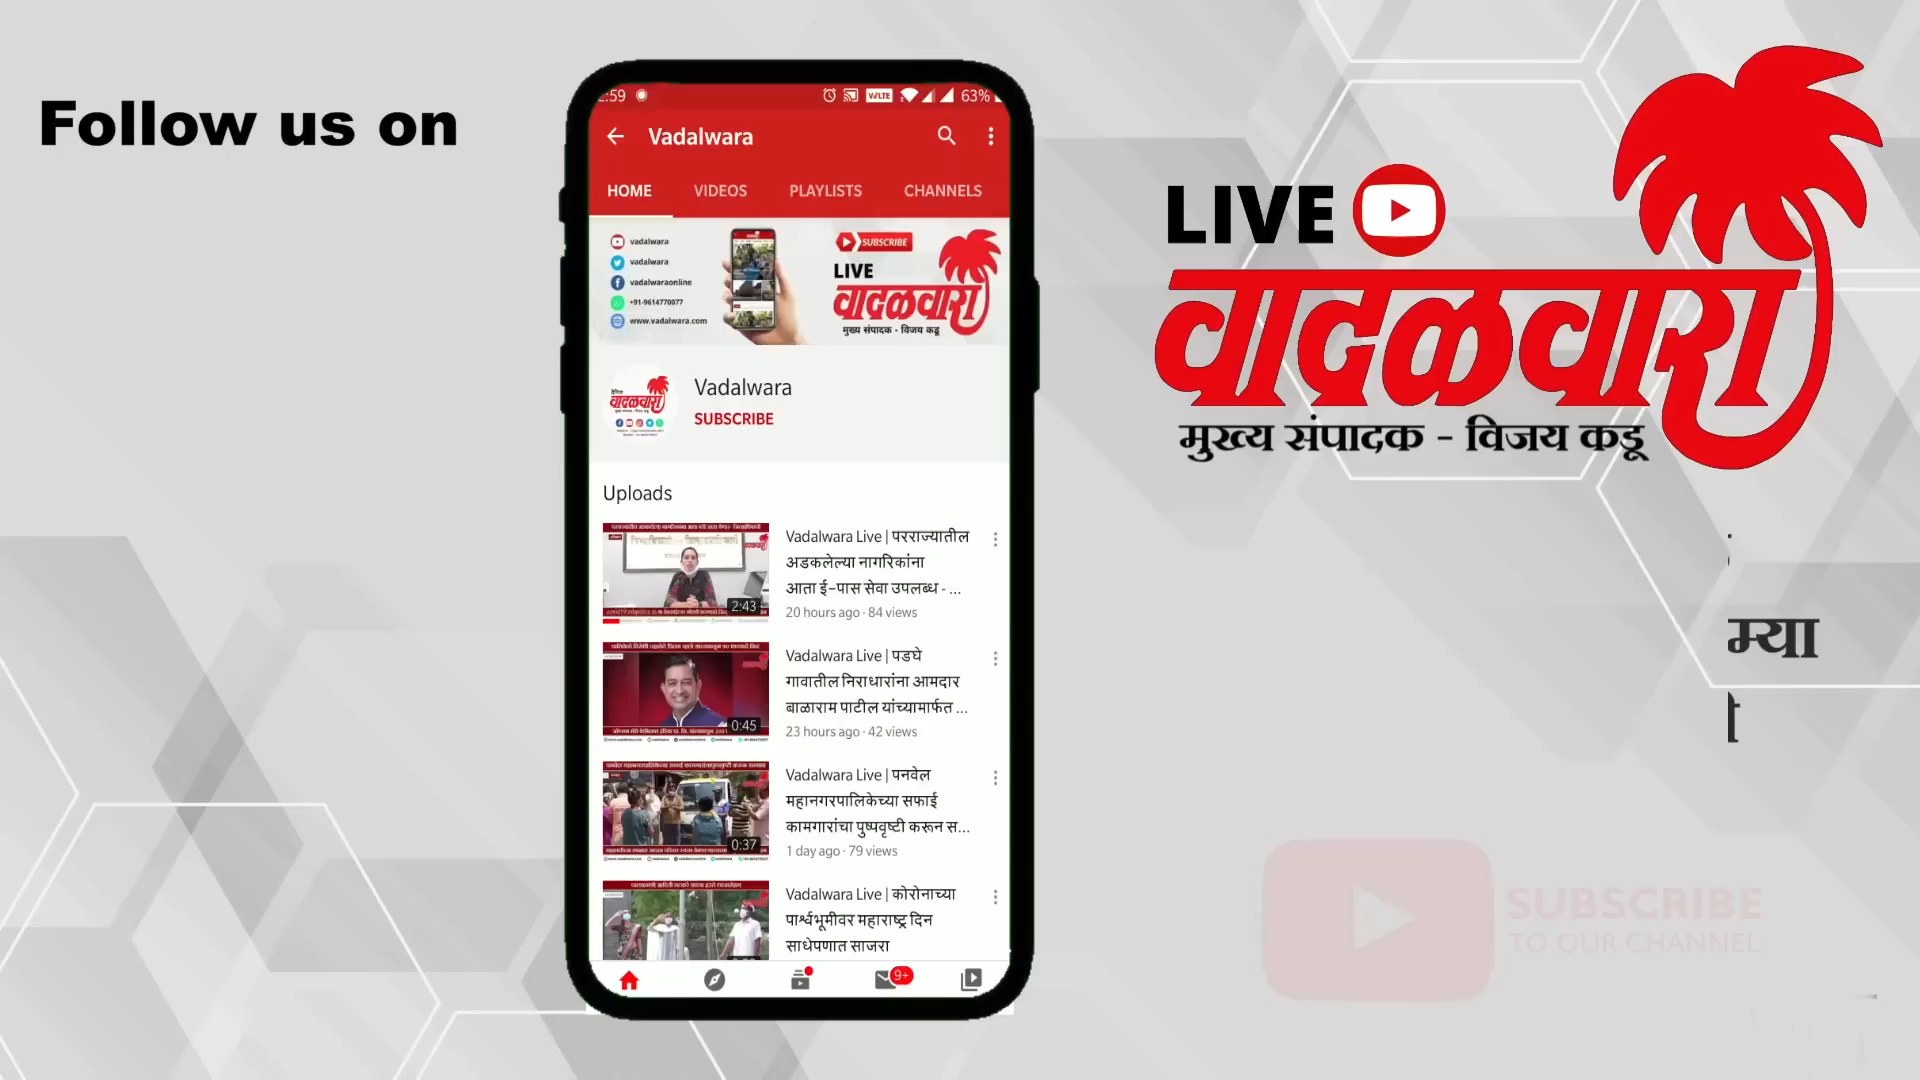 Follow us on
:59
VoLTE
63%
Vadalwara
HOME VIDEOS PLAYLISTS CHANNELS
vadalwara
vadalwara
vadalwaraonline
+91-9614770077
www.vadalwara.com
SUBSCRIBE
LIVE
वादळवारा
मुख्य संपादक - विजय कडू
वादळवारा
Vadalwara
SUBSCRIBE
Uploads
2:43
Vadalwara Live | परराज्यातील
अडकलेल्या नागरिकांना
आता ई-पास सेवा उपलब्ध - ...
20 hours ago · 84 views
0:45
Vadalwara Live | पडघे
गावातील निराधारांना आमदार
बाळाराम पाटील यांच्यामार्फत ...
23 hours ago · 42 views
0:37
Vadalwara Live | पनवेल
महानगरपालिकेच्या सफाई
कामगारांचा पुष्पवृष्टी करून स...
1 day ago · 79 views
Vadalwara Live | कोरोनाच्या
पार्श्वभूमीवर महाराष्ट्र दिन
साधेपणात साजरा
9+
LIVE
वादळवारा
मुख्य संपादक - विजय कडू
म्या
SUBSCRIBE
TO OUR CHANNEL